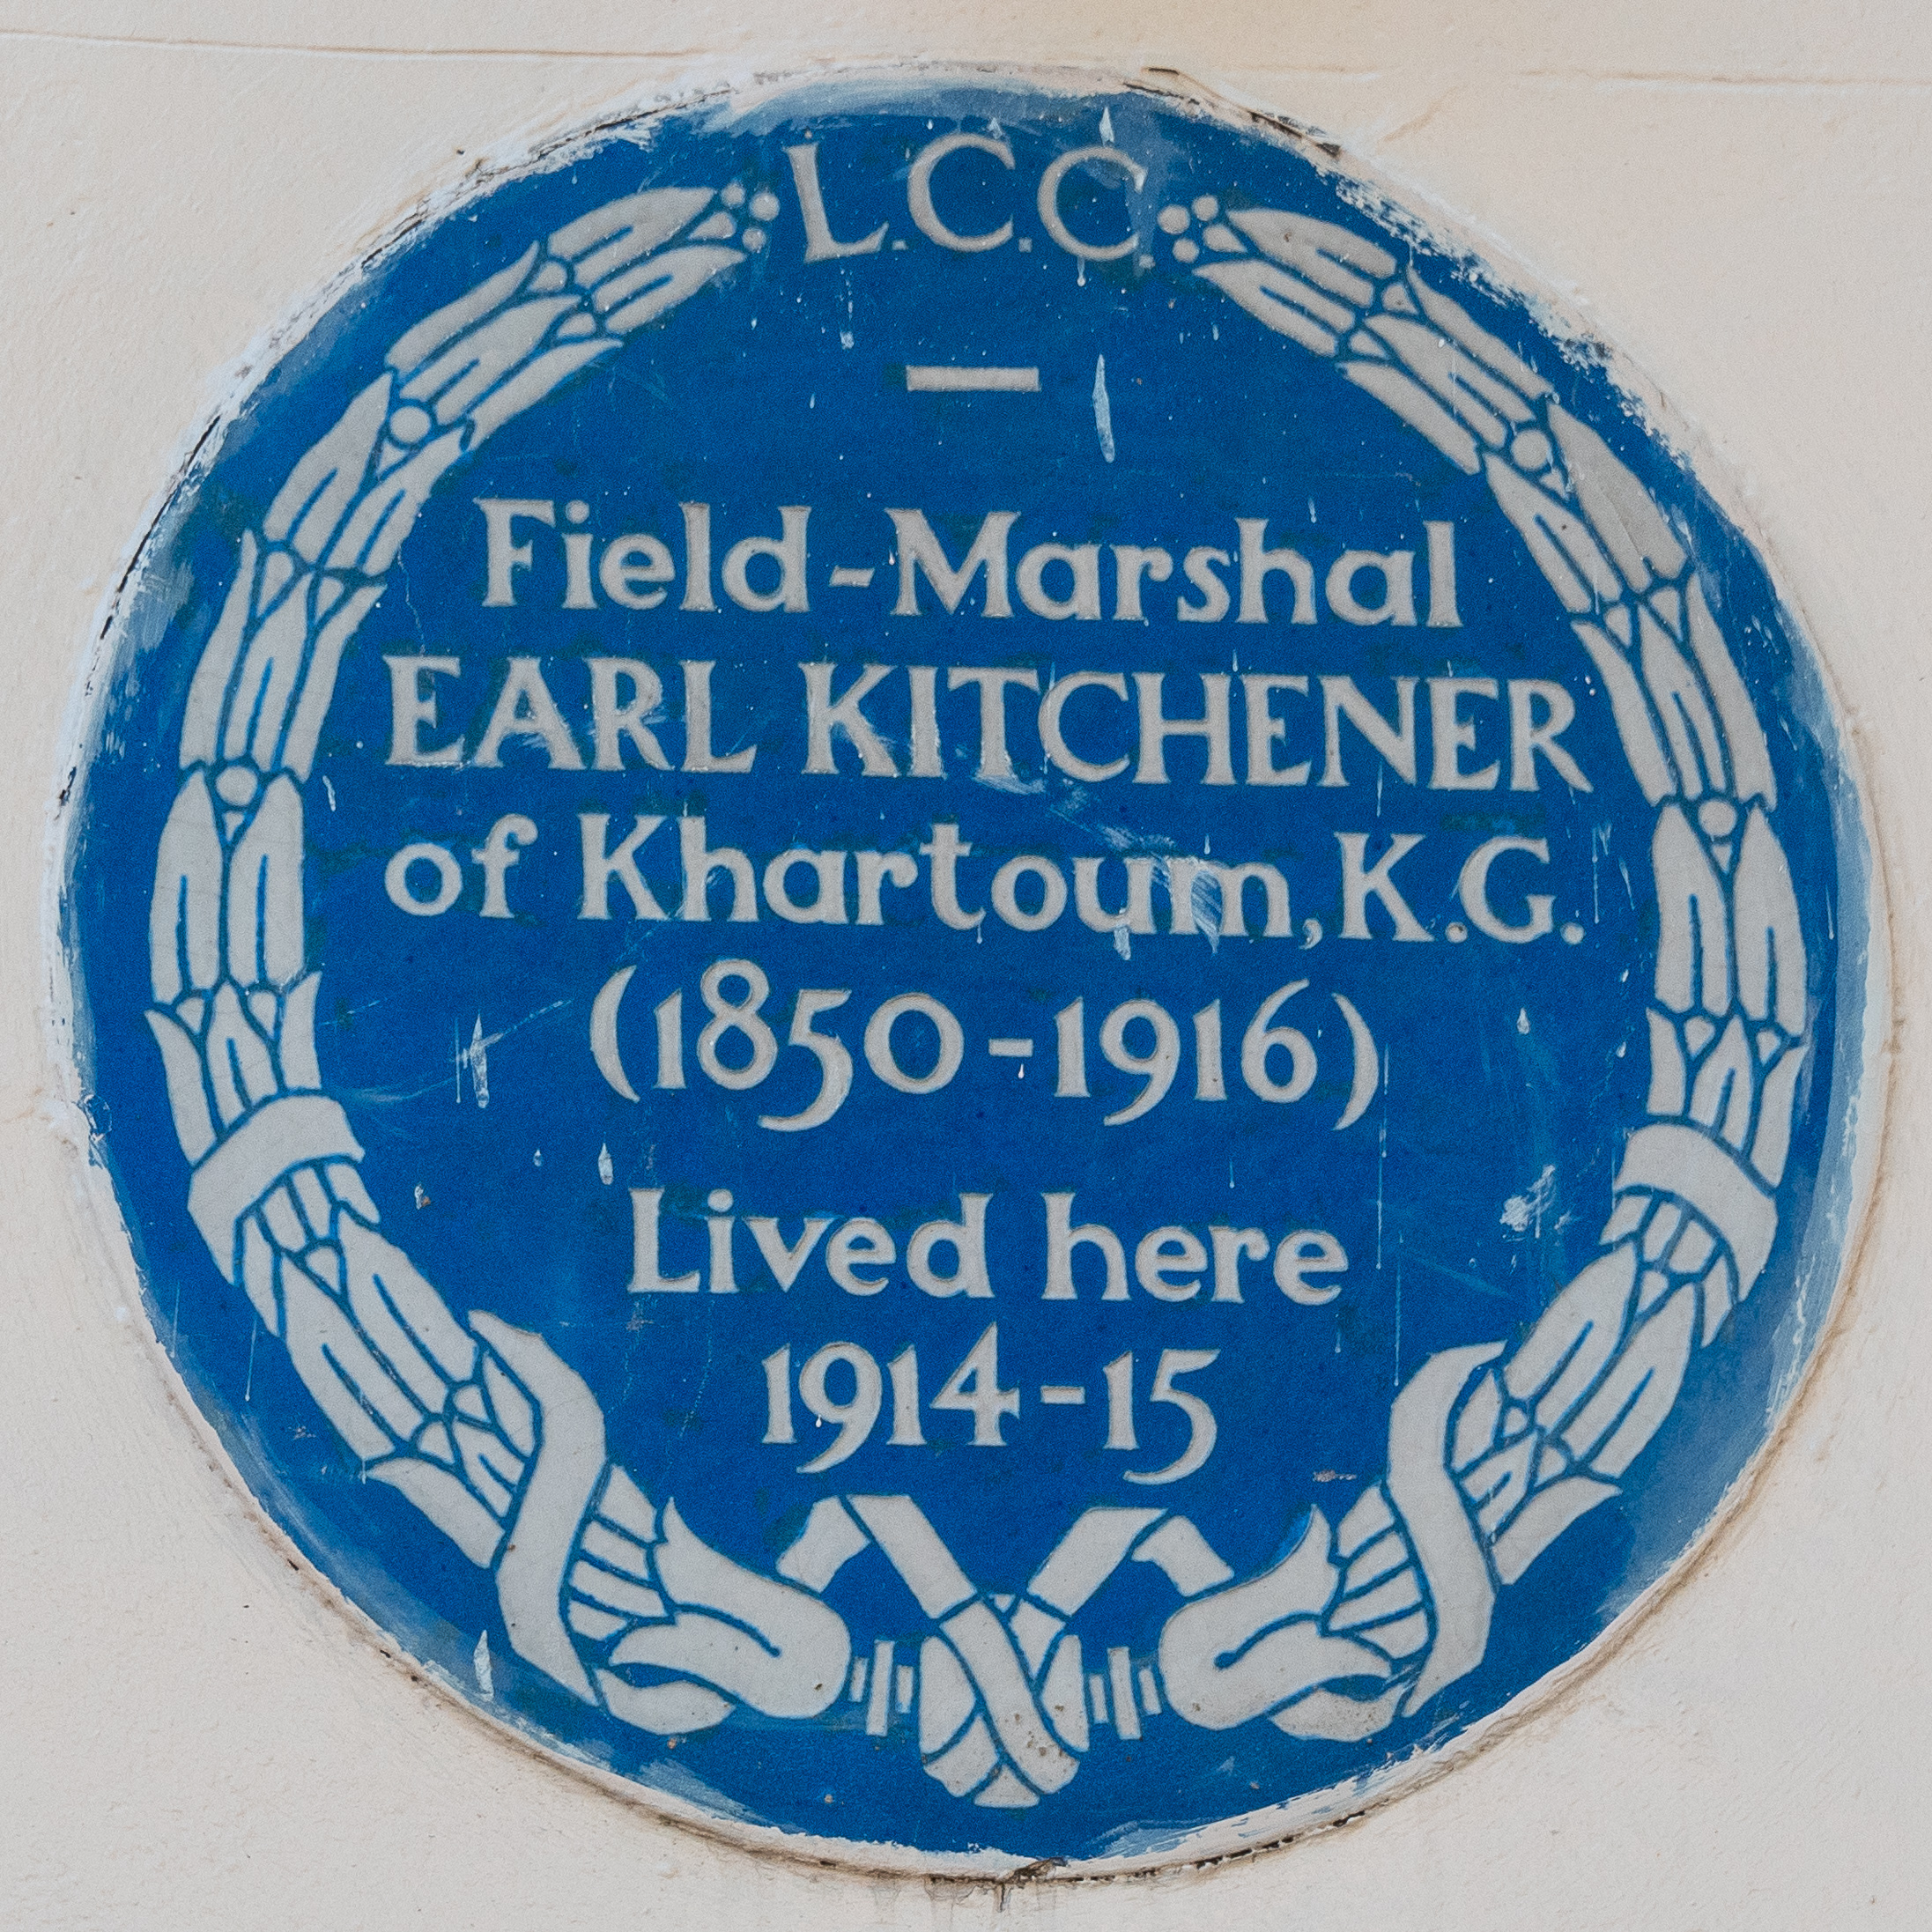 L.C.C.
—
Field-Marshal
EARL KITCHENER
of Khartoum, K.G.
(1850-1916)
Lived here
1914-15